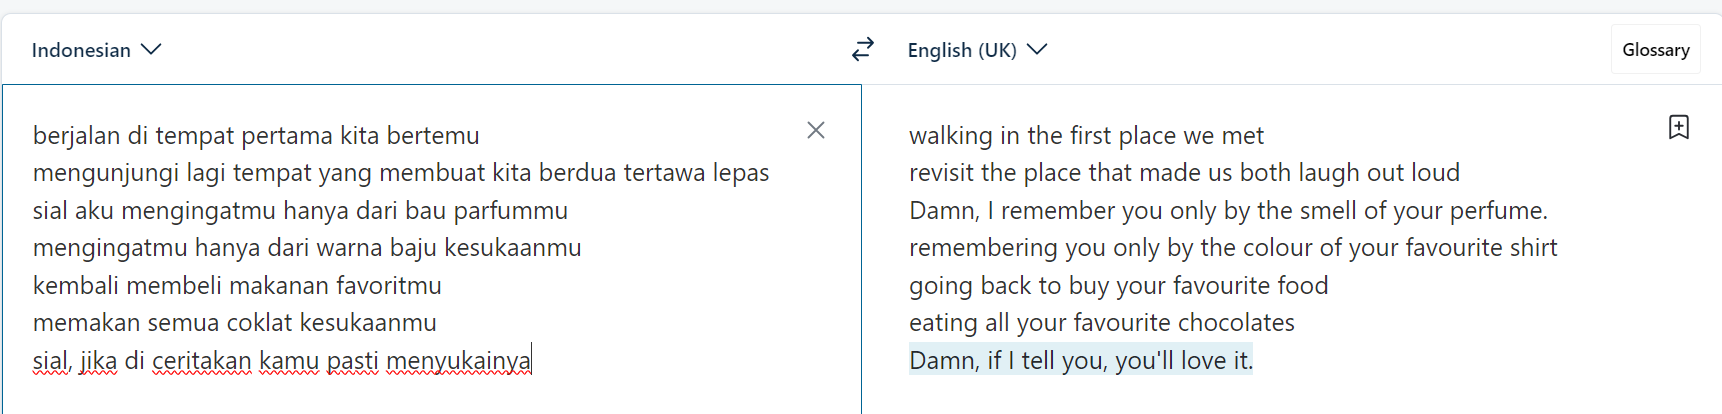 Indonesian
English (UK)
Glossary
berjalan di tempat pertama kita bertemu
mengunjungi lagi tempat yang membuat kita berdua tertawa lepas
sial aku mengingatmu hanya dari bau parfummu
mengingatmu hanya dari warna baju kesukaanmu
kembali membeli makanan favoritmu
memakan semua coklat kesukaanmu
sial, jika di ceritakan kamu pasti menyukainya
walking in the first place we met
revisit the place that made us both laugh out loud
Damn, I remember you only by the smell of your perfume.
remembering you only by the colour of your favourite shirt
going back to buy your favourite food
eating all your favourite chocolates
Damn, if I tell you, you'll love it.